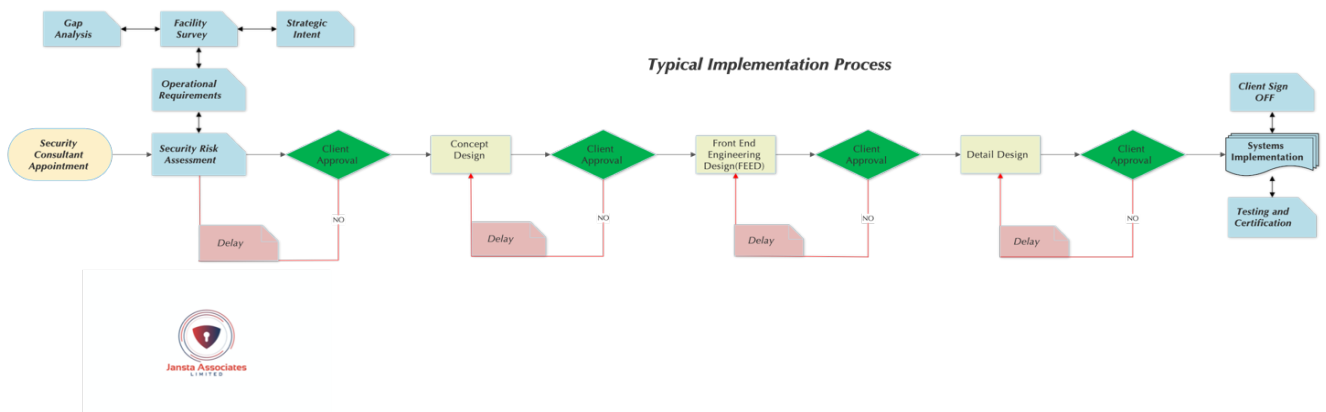 Gap
Analysis
Facility
Survey
Strategic
Intent
Typical Implementation Process
Operational
Requirements
Client Sign
OFF
Security
Consultant
Appointment
Security Risk
Assessment
Client
Approval
Concept
Design
Client
Approval
Front End
Engineering
Design(FEED)
Client
Approval
Detail Design
Client
Approval
Systems
Implementation
NO
NO
NO
NO
Delay
Delay
Delay
Delay
Testing and
Certification
Jansta Associates
LIMITED